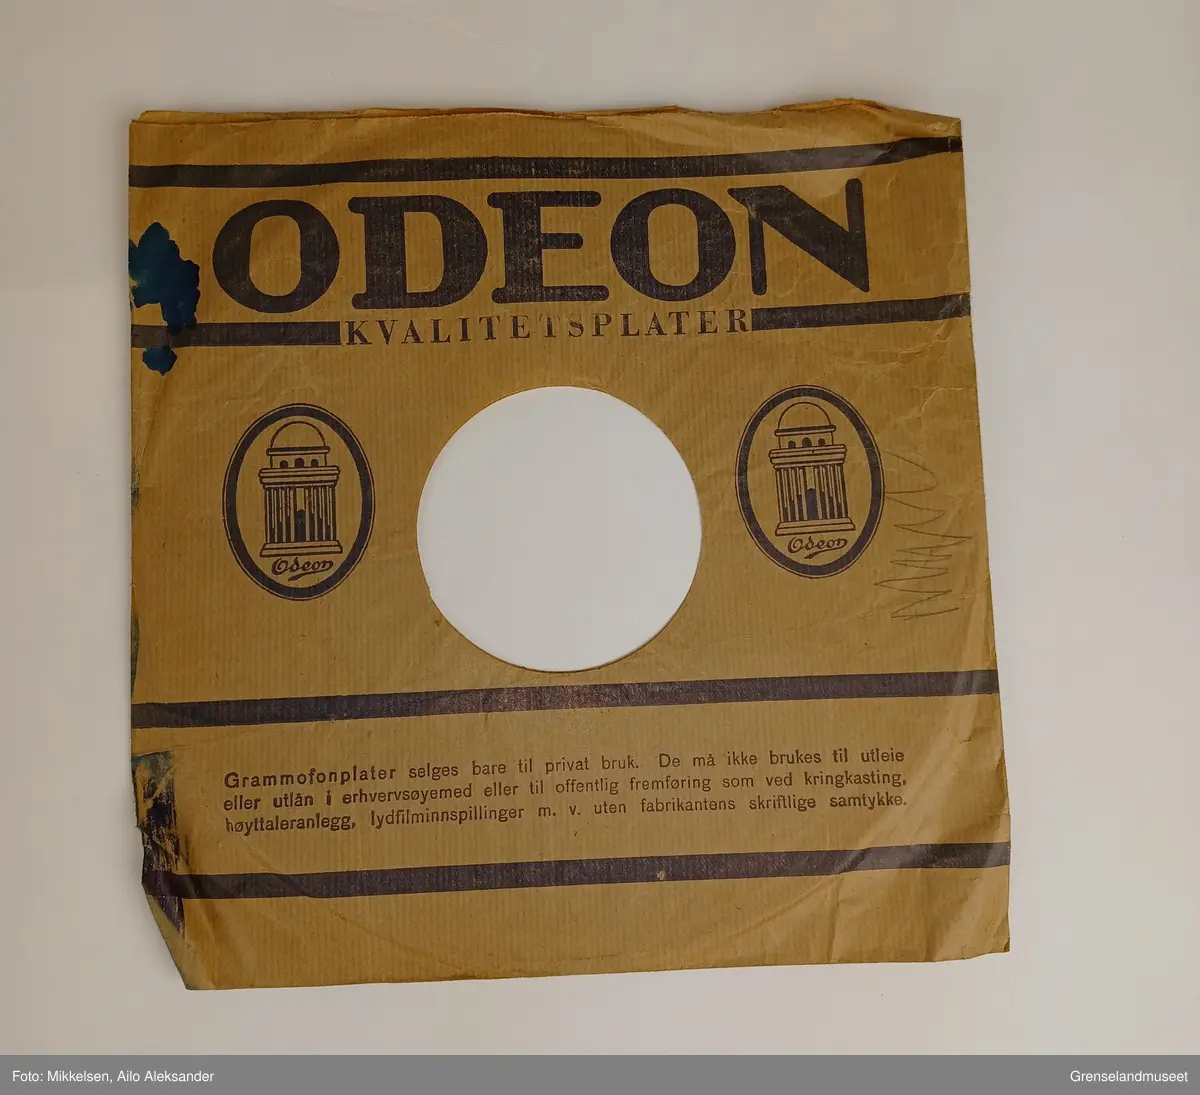 ODEON
KVALITETSPLATER
Odeon
Odeon
Grammofonplater selges bare til privat bruk. De må ikke brukes til utleie
eller utlån i erhvervsøyemed eller til offentlig fremføring som ved kringkasting,
høyttaleranlegg, lydfilminnspillinger m. v. uten fabrikantens skriftlige samtykke.
Foto: Mikkelsen, Ailo Aleksander
Grenselandmuseet